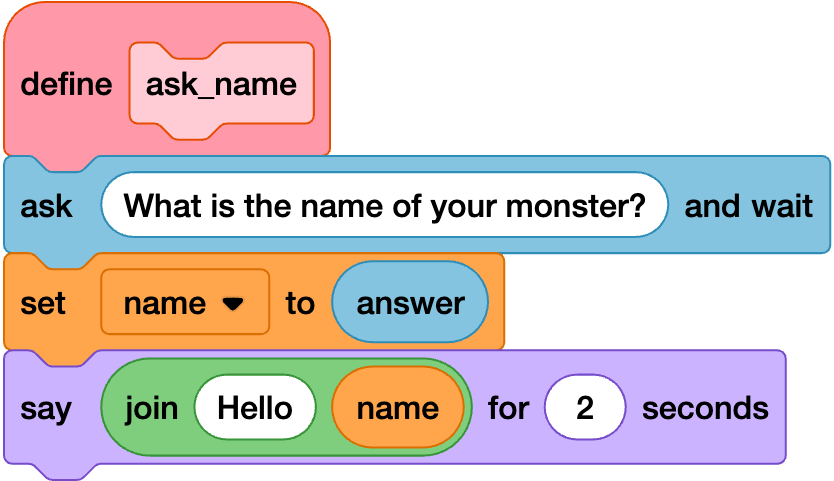 define ask_name
ask What is the name of your monster? and wait
set name to answer
say join Hello name for 2 seconds